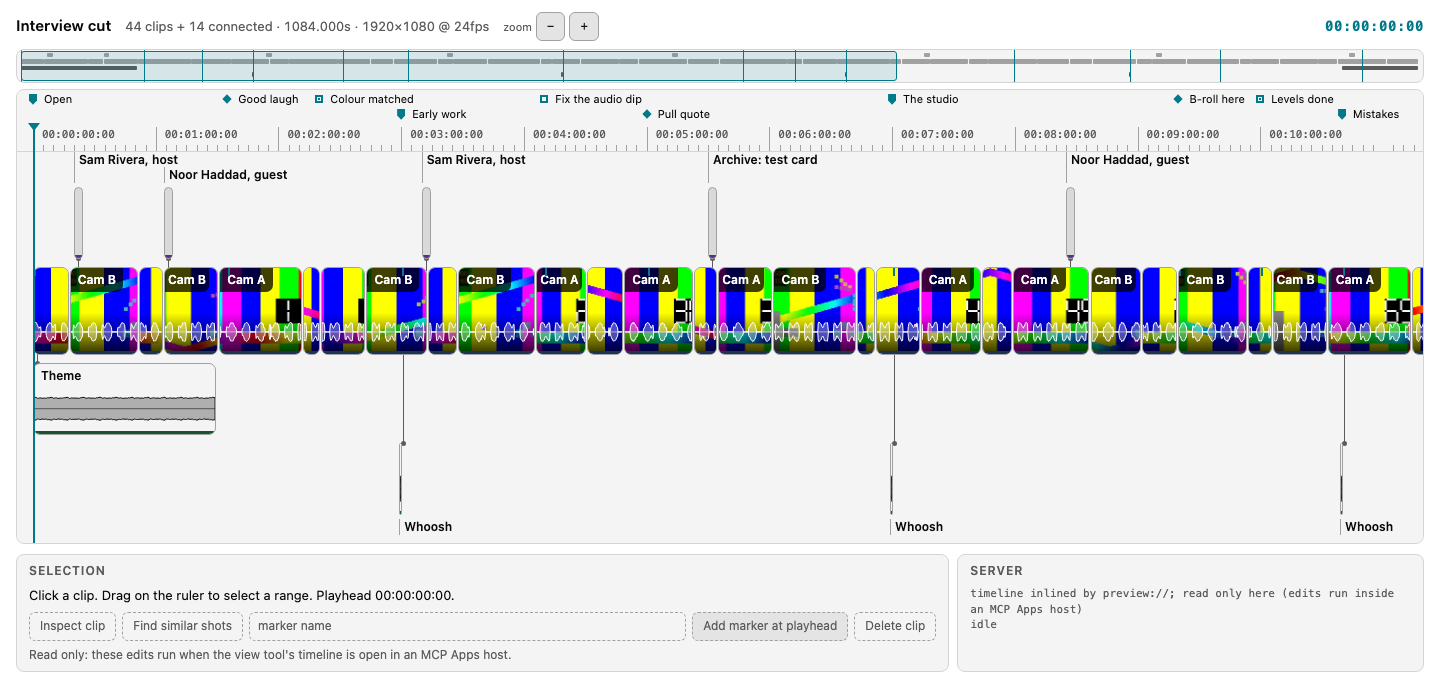 Interview cut 44 clips + 14 connected · 1084.000s · 1920×1080 @ 24fps zoom − + 00:00:00:00
Open Good laugh Colour matched Fix the audio dip The studio B-roll here Levels done
Early work Pull quote Mistakes
00:00:00:00 00:01:00:00 00:02:00:00 00:03:00:00 00:04:00:00 00:05:00:00 00:06:00:00 00:07:00:00 00:08:00:00 00:09:00:00 00:10:00:00
Sam Rivera, host Sam Rivera, host Archive: test card Noor Haddad, guest
Noor Haddad, guest
Cam B Cam B Cam A Cam B Cam B Cam A Cam A Cam A Cam B Cam A Cam A Cam B Cam B Cam B Cam A
Theme
Whoosh Whoosh Whoosh
SELECTION
Click a clip. Drag on the ruler to select a range. Playhead 00:00:00:00.
Inspect clip Find similar shots marker name Add marker at playhead Delete clip
Read only: these edits run when the view tool's timeline is open in an MCP Apps host.
SERVER
timeline inlined by preview://; read only here (edits run inside
an MCP Apps host)
idle